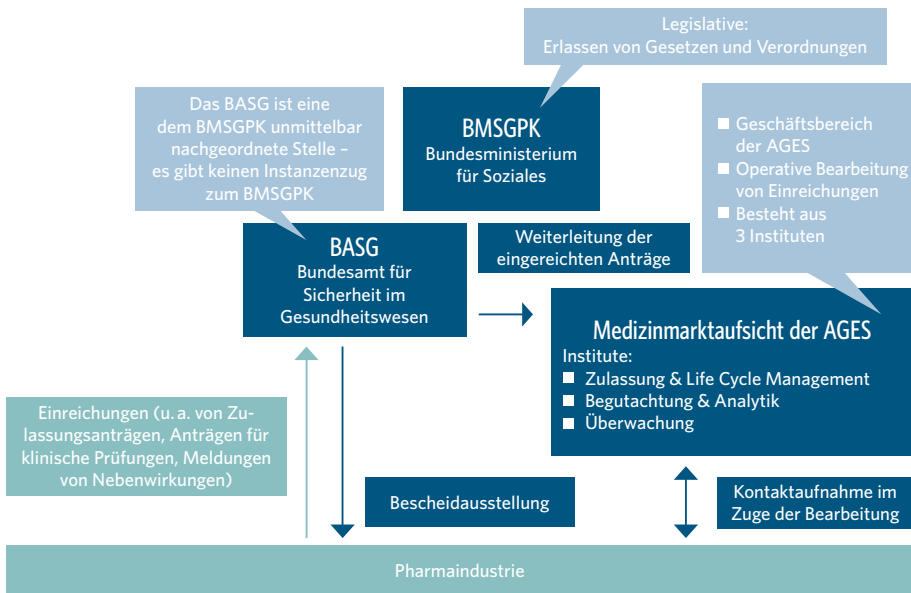 Legislative:
Erlassen von Gesetzen und Verordnungen
Das BASG ist eine
dem BMSGPK unmittelbar
nachgeordnete Stelle –
es gibt keinen Instanzenzug
zum BMSGPK
BMSGPK
Bundesministerium
für Soziales
Geschäftsbereich
der AGES
Operative Bearbeitung
von Einreichungen
Besteht aus
3 Instituten
BASG
Bundesamt für
Sicherheit im
Gesundheitswesen
Weiterleitung der
eingereichten Anträge
Medizinmarktaufsicht der AGES
Institute:
Zulassung & Life Cycle Management
Begutachtung & Analytik
Überwachung
Einreichungen (u. a. von Zu-
lassungsanträgen, Anträgen für
klinische Prüfungen, Meldungen
von Nebenwirkungen)
Bescheidausstellung
Kontaktaufnahme im
Zuge der Bearbeitung
Pharmaindustrie